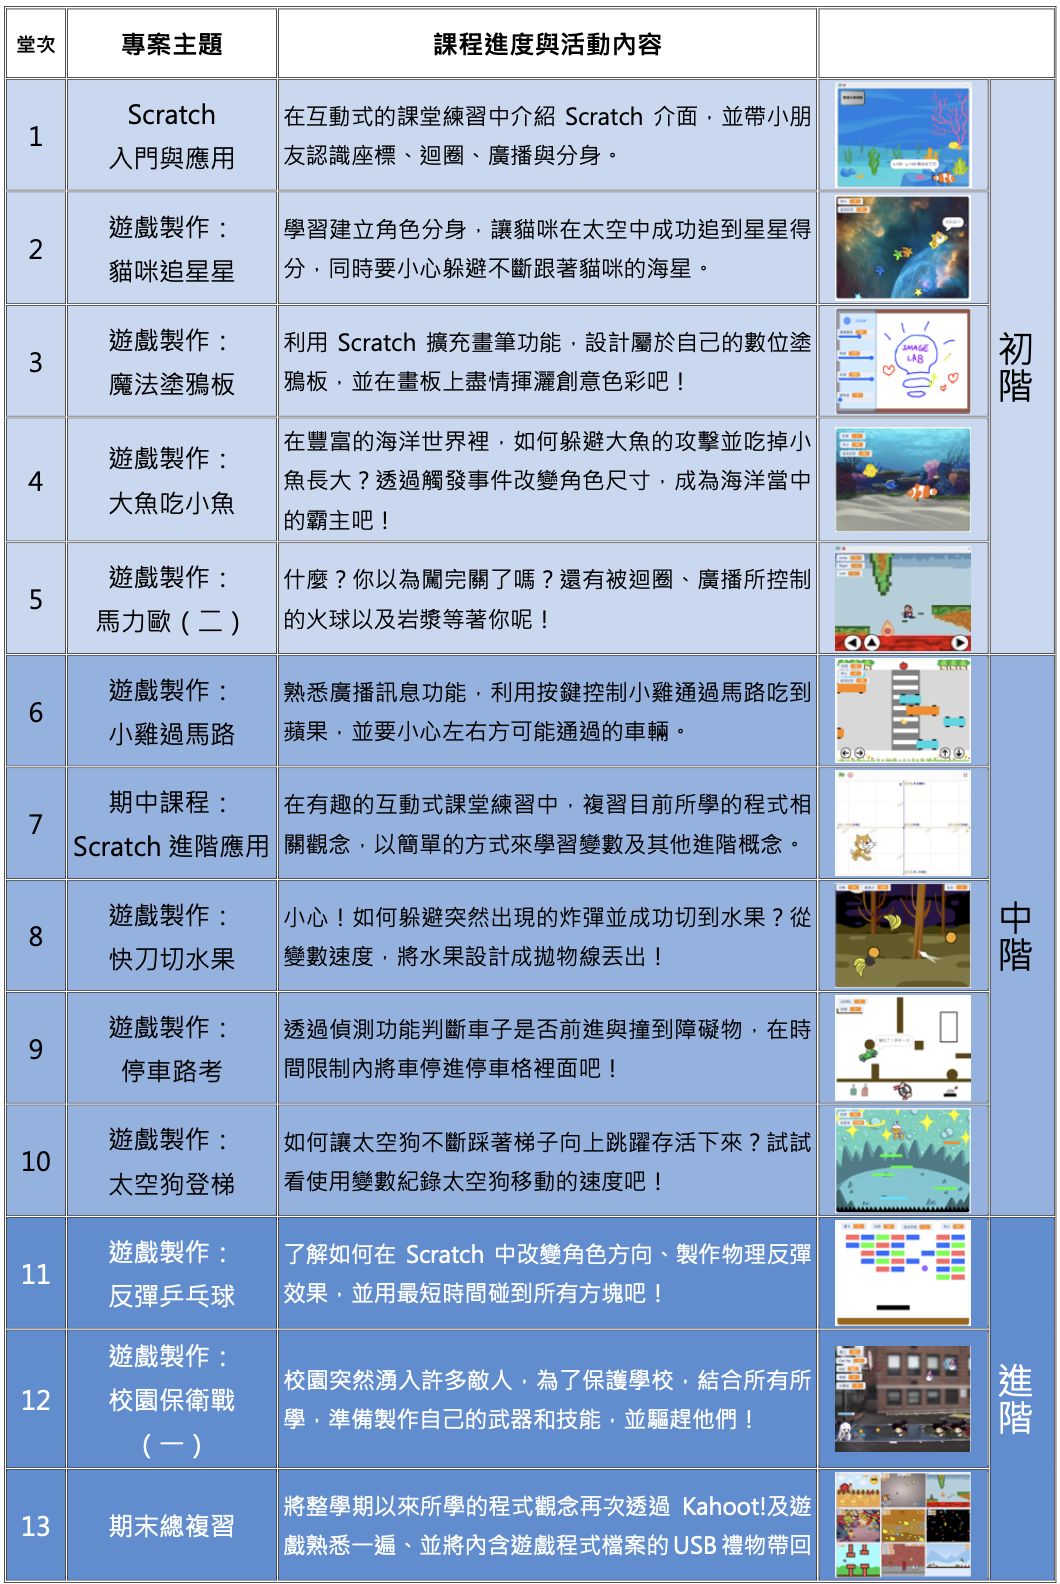 堂次
專案主題
課程進度與活動內容
1
Scratch
入門與應用
在互動式的課堂練習中介紹 Scratch 介面，並帶小朋
友認識座標、迴圈、廣播與分身。
初階
2
遊戲製作：
貓咪追星星
學習建立角色分身，讓貓咪在太空中成功追到星星得
分，同時要小心躲避不斷跟著貓咪的海星。
3
遊戲製作：
魔法塗鴉板
利用 Scratch 擴充畫筆功能，設計屬於自己的數位塗
鴉板，並在畫板上盡情揮灑創意色彩吧！
IMAGE
LAB
4
遊戲製作：
大魚吃小魚
在豐富的海洋世界裡，如何躲避大魚的攻擊並吃掉小
魚長大？透過觸發事件改變角色尺寸，成為海洋當中
的霸主吧！
5
遊戲製作：
馬力歐（二）
什麼？你以為闖完關了嗎？還有被迴圈、廣播所控制
的火球以及岩漿等著你呢！
6
遊戲製作：
小雞過馬路
熟悉廣播訊息功能，利用按鍵控制小雞通過馬路吃到
蘋果，並要小心左右方可能通過的車輛。
中階
7
期中課程：
Scratch 進階應用
在有趣的互動式課堂練習中，複習目前所學的程式相
關觀念，以簡單的方式來學習變數及其他進階概念。
8
遊戲製作：
快刀切水果
小心！如何躲避突然出現的炸彈並成功切到水果？從
變數速度，將水果設計成拋物線丟出！
9
遊戲製作：
停車路考
透過偵測功能判斷車子是否前進與撞到障礙物，在時
間限制內將車停進停車格裡面吧！
10
遊戲製作：
太空狗登梯
如何讓太空狗不斷踩著梯子向上跳躍存活下來？試試
看使用變數紀錄太空狗移動的速度吧！
11
遊戲製作：
反彈乒乓球
了解如何在 Scratch 中改變角色方向、製作物理反彈
效果，並用最短時間碰到所有方塊吧！
進階
12
遊戲製作：
校園保衛戰
（一）
校園突然湧入許多敵人，為了保護學校，結合所有所
學，準備製作自己的武器和技能，並驅趕他們！
13
期末總複習
將整學期以來所學的程式觀念再次透過 Kahoot!及遊
戲熟悉一遍、並將內含遊戲程式檔案的 USB 禮物帶回